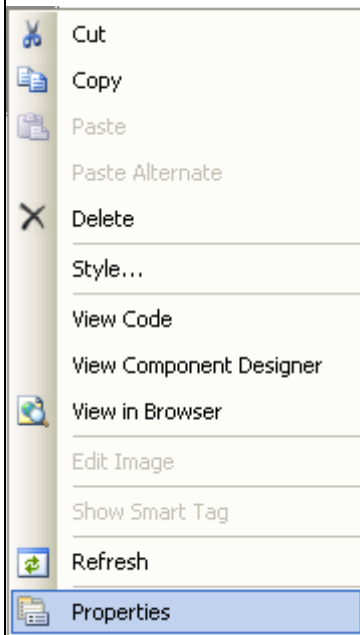 Cut
Copy
Paste
Paste Alternate
Delete
Style...
View Code
View Component Designer
View in Browser
Edit Image
Show Smart Tag
Refresh
Properties